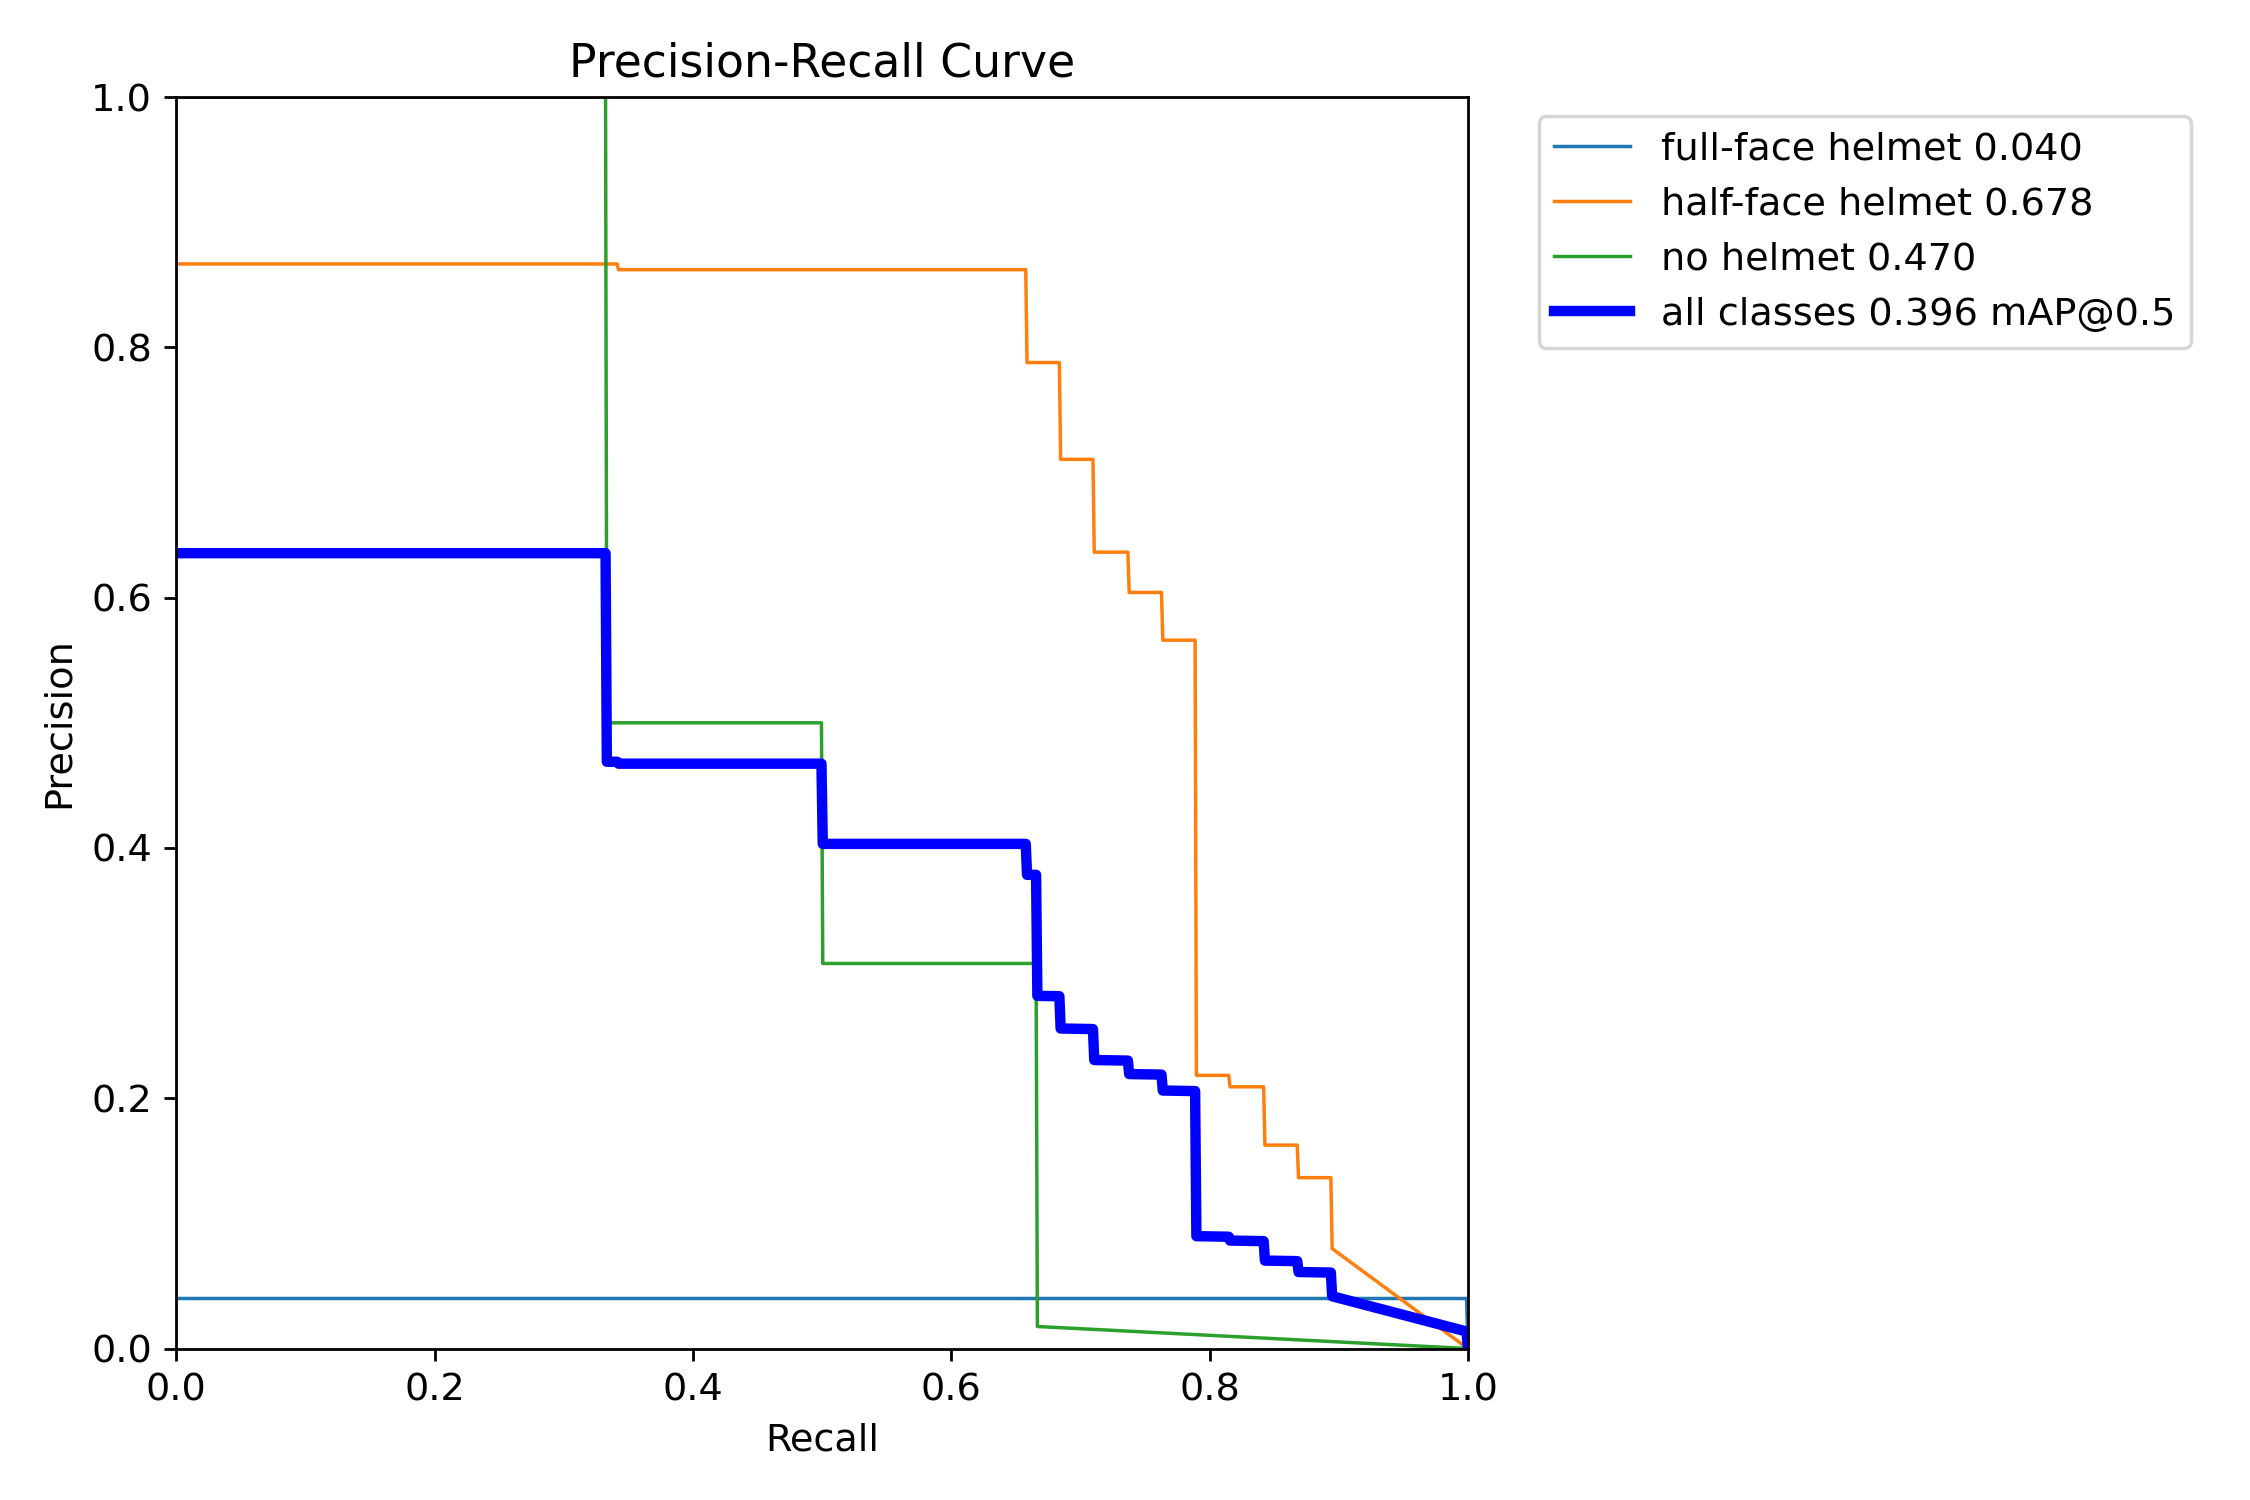 Precision-Recall Curve
1.0
0.8
0.6
0.4
0.2
0.0
Precision
0.0 0.2 0.4 0.6 0.8 1.0
Recall
full-face helmet 0.040
half-face helmet 0.678
no helmet 0.470
all classes 0.396 mAP@0.5